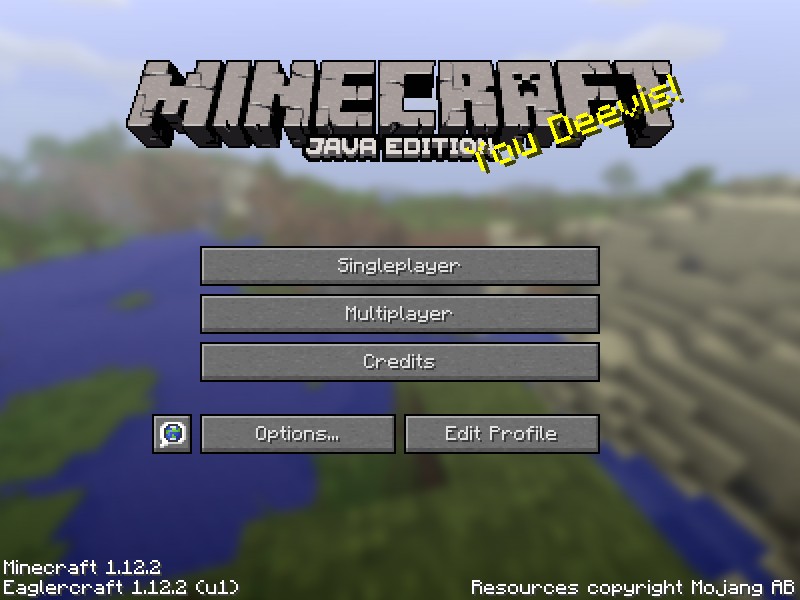 MINECRAFT
JAVA EDITION
You Deevis!
Singleplayer
Multiplayer
Credits
Options...
Edit Profile
Minecraft 1.12.2
Eaglercraft 1.12.2 (u1)
Resources copyright Mojang AB